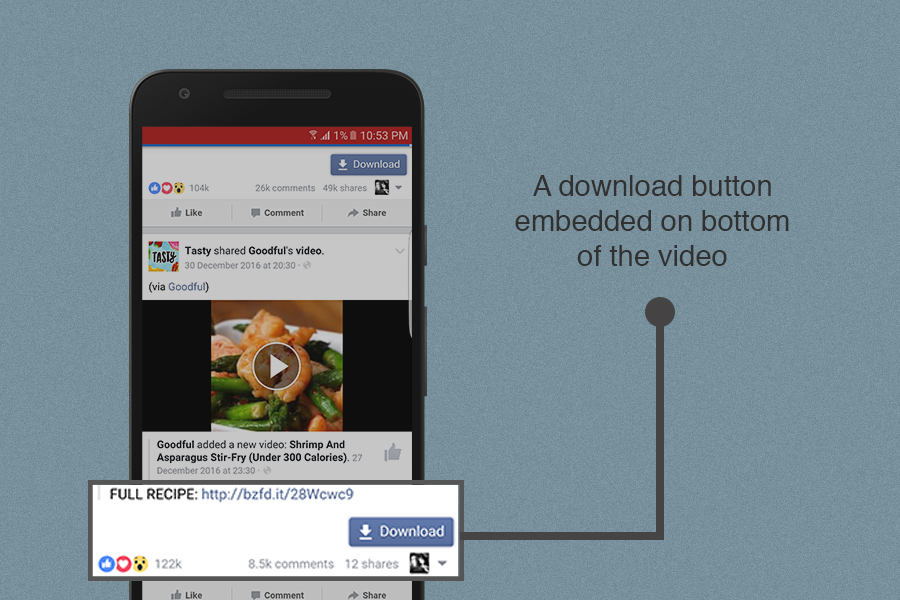 1% 10:53 PM
Download
104k 26k comments 49k shares
Like Comment Share
TASTY
Tasty shared Goodful's video.
30 December 2016 at 20:30 ·
(via Goodful)
Goodful added a new video: Shrimp And
Asparagus Stir-Fry (Under 300 Calories). 27
December 2016 at 23:30 ·
FULL RECIPE: http://bzfd.it/28Wcwc9
Download
122k 8.5k comments 12 shares
Like Comment Share
A download button
embedded on bottom
of the video